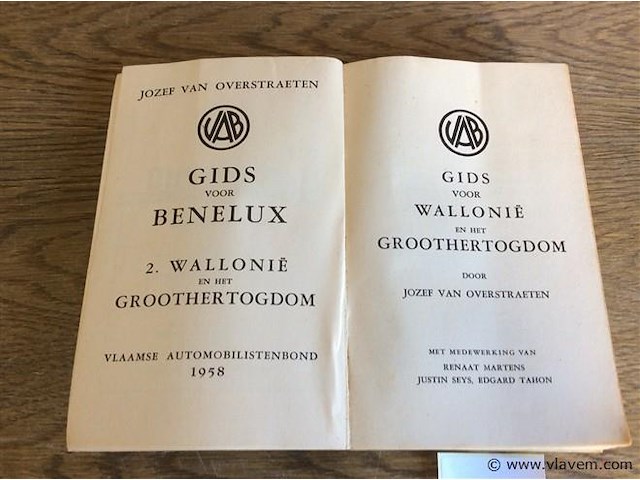 JOZEF VAN OVERSTRAETEN
VAB
GIDS
VOOR
BENELUX
2. WALLONIË
EN HET
GROOTHERTOGDOM
VLAAMSE AUTOMOBILISTENBOND
1958
VAB
GIDS
VOOR
WALLONIË
EN HET
GROOTHERTOGDOM
DOOR
JOZEF VAN OVERSTRAETEN
MET MEDEWERKING VAN
RENAAT MARTENS
JUSTIN SEYS, EDGARD TAHON
© www.vlavem.com